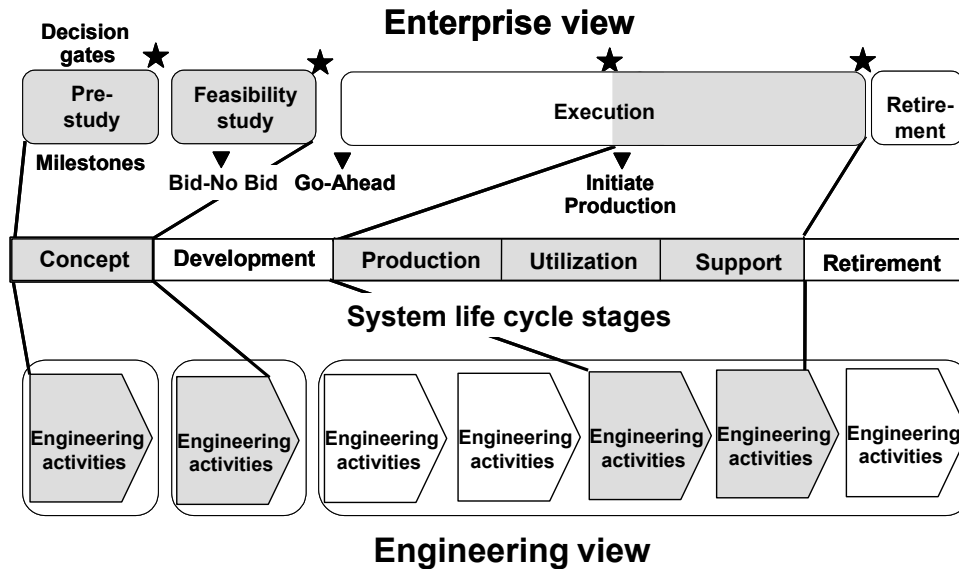 Enterprise view
Decision
gates
Pre-
study
Feasibility
study
Execution
Retire-
ment
Milestones
Bid-No Bid
Go-Ahead
Initiate
Production
Concept
Development
Production
Utilization
Support
Retirement
System life cycle stages
Engineering
activities
Engineering
activities
Engineering
activities
Engineering
activities
Engineering
activities
Engineering
activities
Engineering
activities
Engineering view